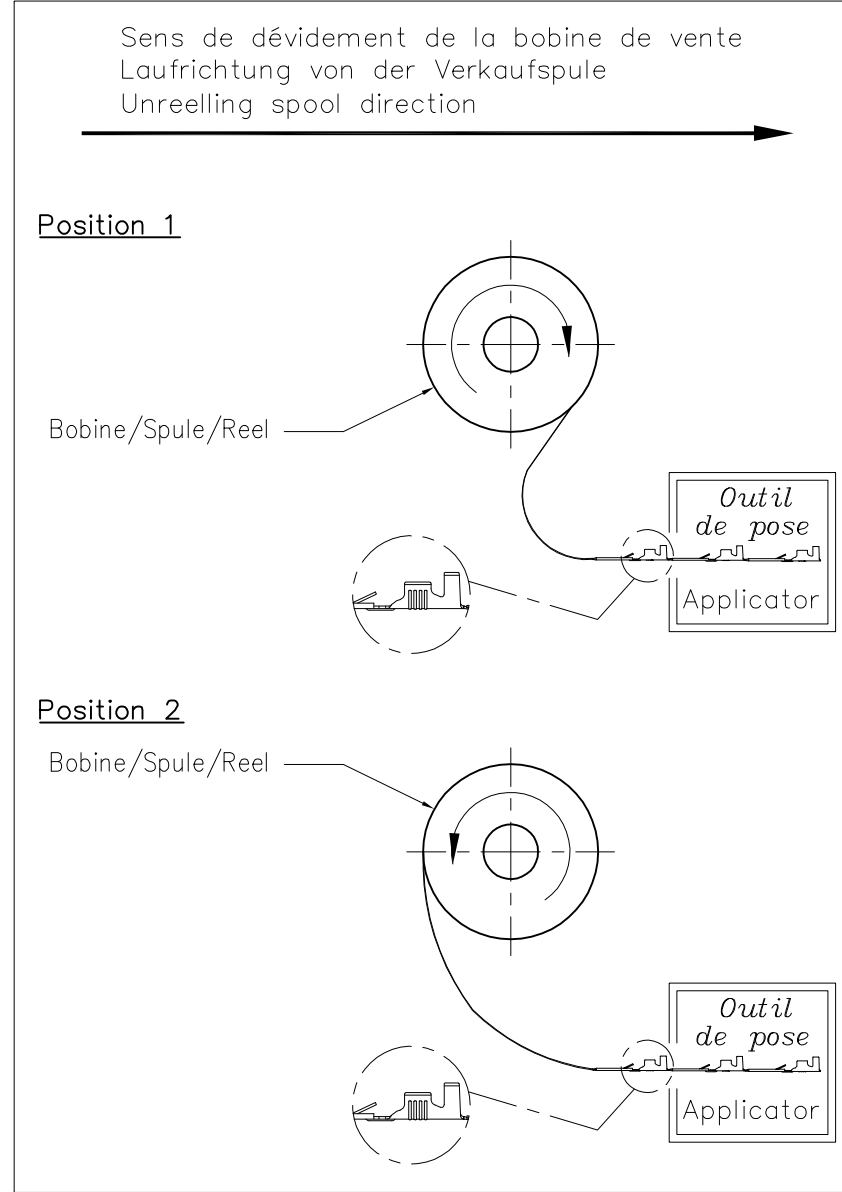 Sens de dévidement de la bobine de vente
Laufrichtung von der Verkaufspule
Unreelling spool direction
Position 1
Bobine/Spule/Reel
Outil
de pose
Applicator
Position 2
Bobine/Spule/Reel
Outil
de pose
Applicator